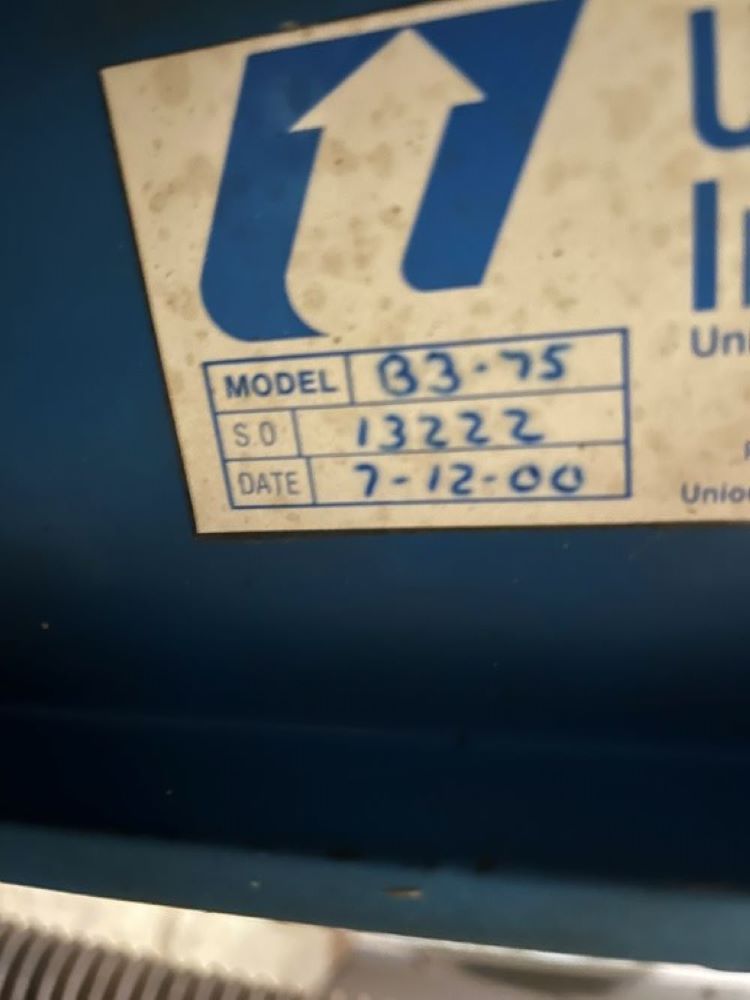 MODEL B3-75
S.O 13222
DATE 7-12-00
Uni
Unio